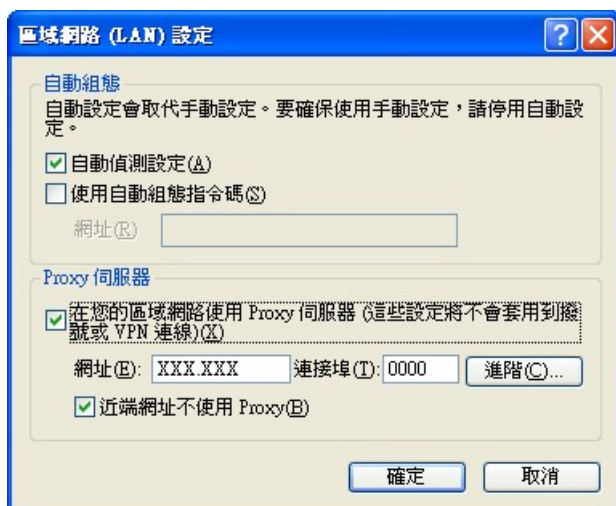 區域網路 (LAN) 設定
自動組態
自動設定會取代手動設定。要確保使用手動設定，請停用自動設
定。
自動偵測設定(A)
使用自動組態指令碼(S)
網址(R)
Proxy 伺服器
在您的區域網路使用 Proxy 伺服器 (這些設定將不會套用到撥
號或 VPN 連線)(X)
網址(E): XXX.XXX 連接埠(T): 0000 進階(C)...
近端網址不使用 Proxy(B)
確定 取消